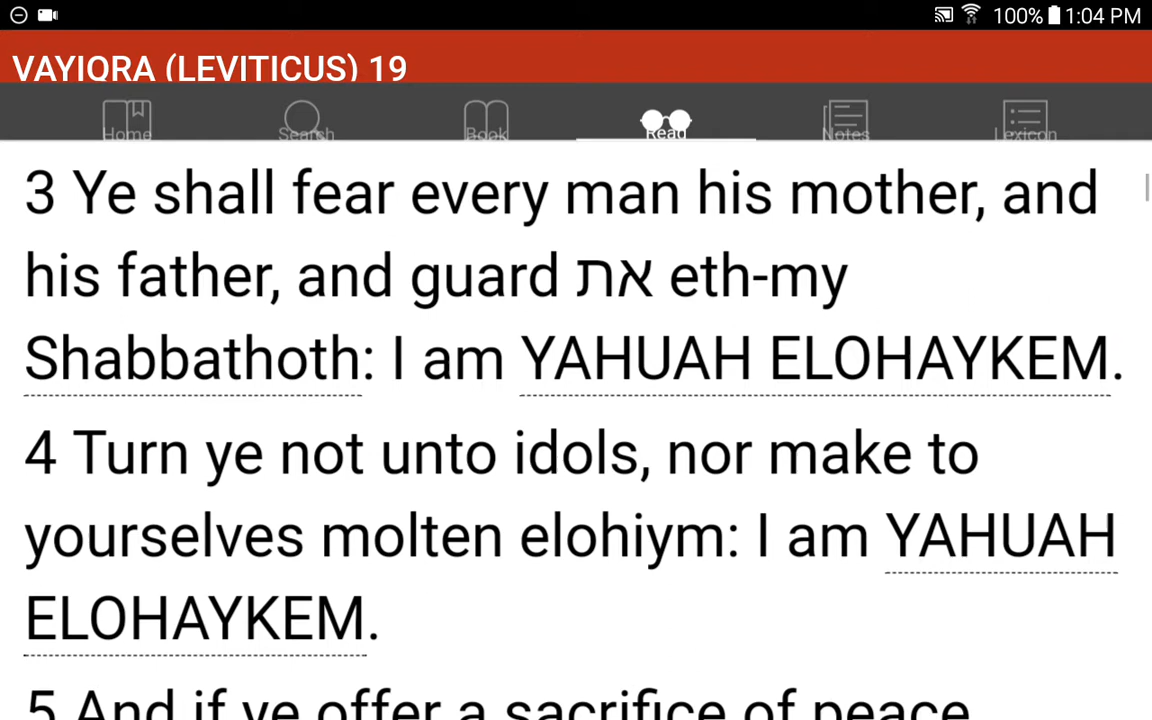 100% 1:04 PM
VAYIQRA (LEVITICUS) 19
Home Search Book Read Notes Lexicon
3 Ye shall fear every man his mother, and
his father, and guard את eth-my
Shabbathoth: I am YAHUAH ELOHAYKEM.
4 Turn ye not unto idols, nor make to
yourselves molten elohiym: I am YAHUAH
ELOHAYKEM.
5 And if ye offer a sacrifice of peace